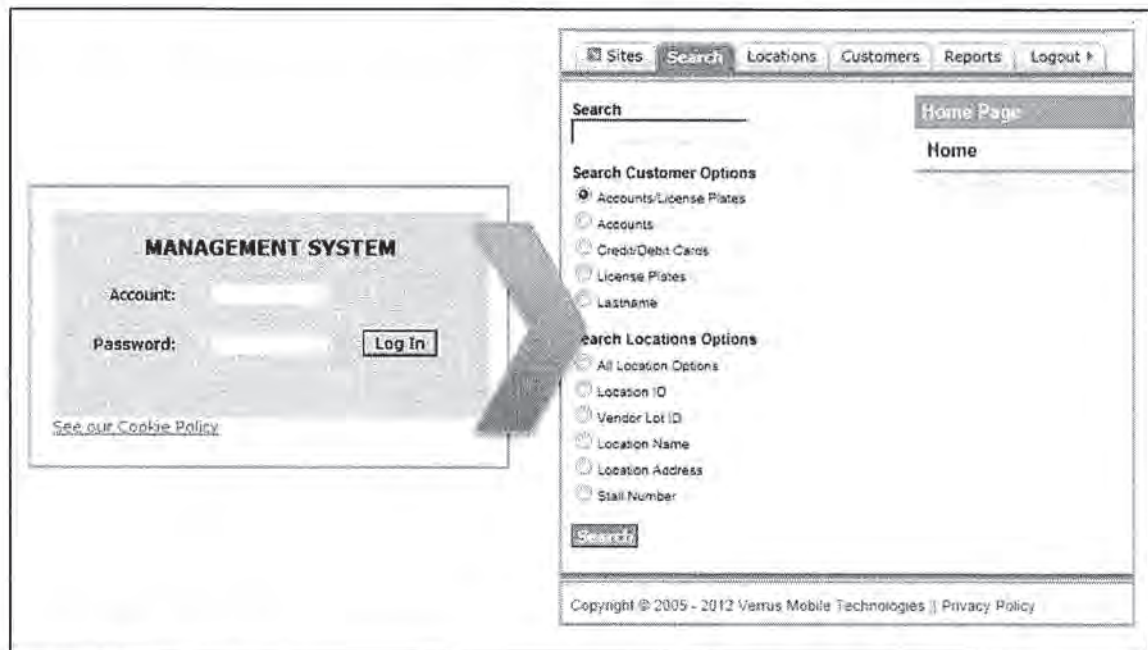 MANAGEMENT SYSTEM
Account:
Password:
Log In
See our Cookie Policy
Sites Search Locations Customers Reports Logout
Search
Search Customer Options
Accounts/License Plates
Accounts
Credit/Debit Cards
License Plates
Lastname
earch Locations Options
All Location Options
Location ID
Vendor Lot ID
Location Name
Location Address
Stall Number
Search
Home Page
Home
Copyright © 2005 - 2012 Verrus Mobile Technologies || Privacy Policy